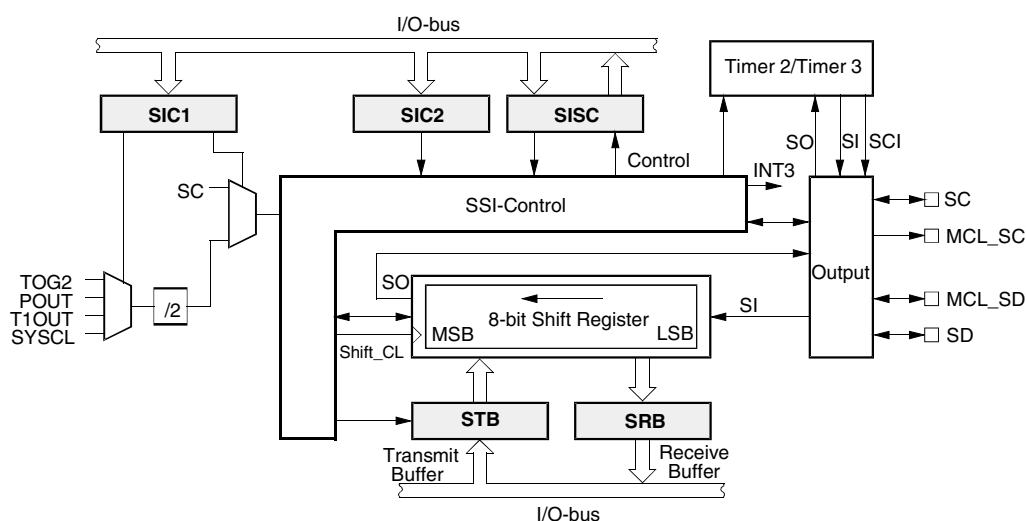 I/O-bus
SIC1
SIC2
SISC
Timer 2/Timer 3
SO
SI
SCI
Control
INT3
SC
SSI-Control
SC
MCL_SC
Output
MCL_SD
SD
TOG2
POUT
T1OUT
SYSCL
/2
SO
SI
8-bit Shift Register
MSB
LSB
Shift_CL
STB
SRB
Transmit
Buffer
Receive
Buffer
I/O-bus